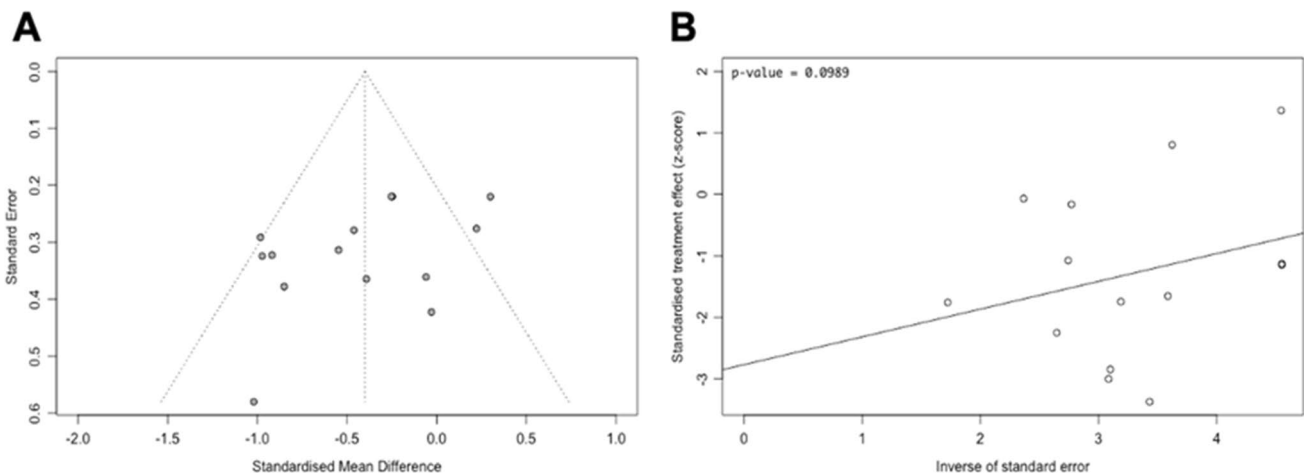 A
Standard Error
0.0
0.1
0.2
0.3
0.4
0.5
0.6
-2.0 -1.5 -1.0 -0.5 0.0 0.5 1.0
Standardised Mean Difference
B
p-value = 0.0989
Standardised treatment effect (z-score)
2
1
0
-1
-2
-3
0 1 2 3 4
Inverse of standard error